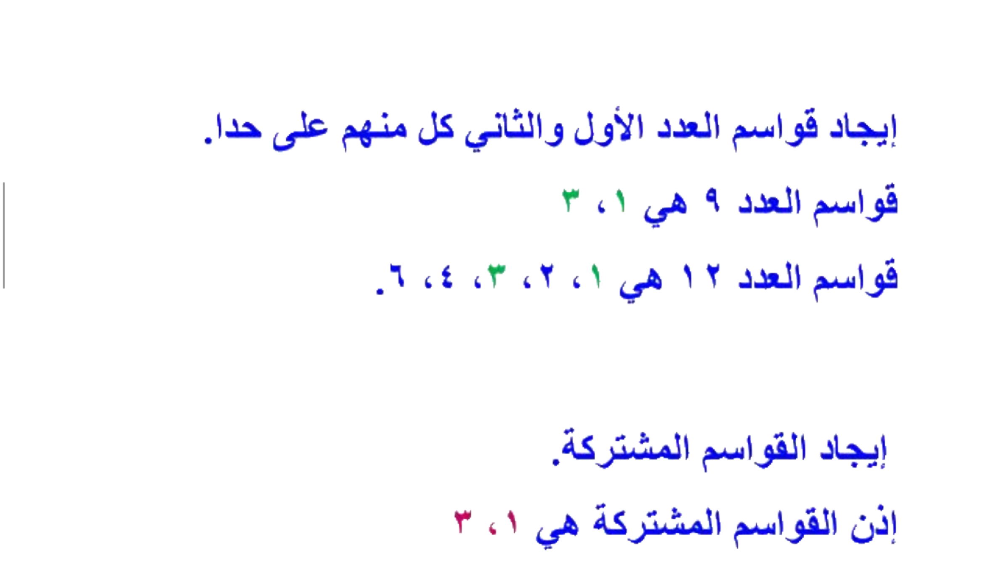 إيجاد قواسم العدد الأول والثاني كل منهم على حدا.
قواسم العدد ٩ هي ١، ٣
قواسم العدد ١٢ هي ١، ٢، ٣، ٤، ٦.
إيجاد القواسم المشتركة.
إذن القواسم المشتركة هي ١، ٣